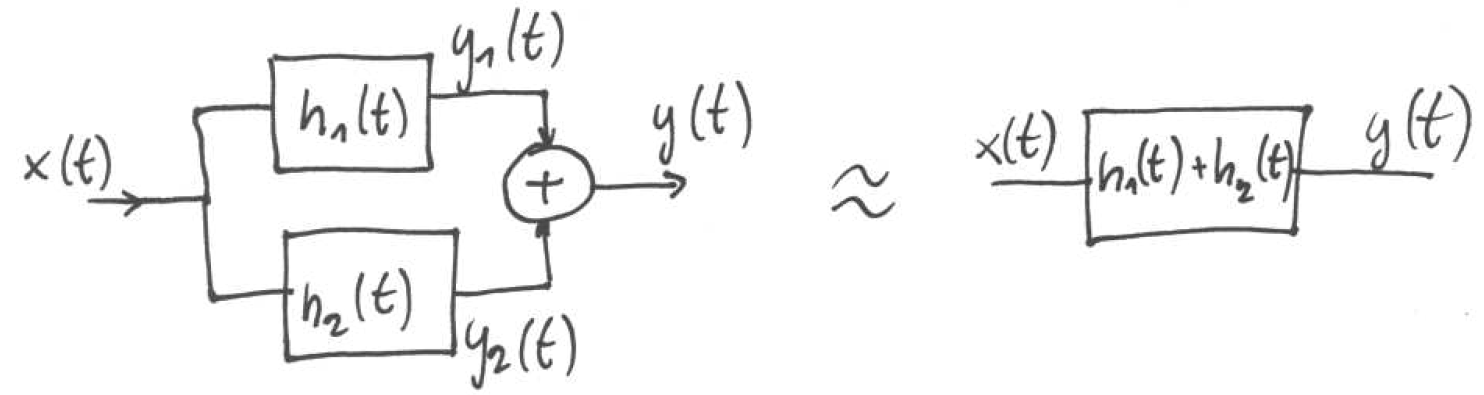 x(t)
h₁(t)
y₁(t)
h₂(t)
y₂(t)
+
y(t)
≈
x(t)
h₁(t)+h₂(t)
y(t)